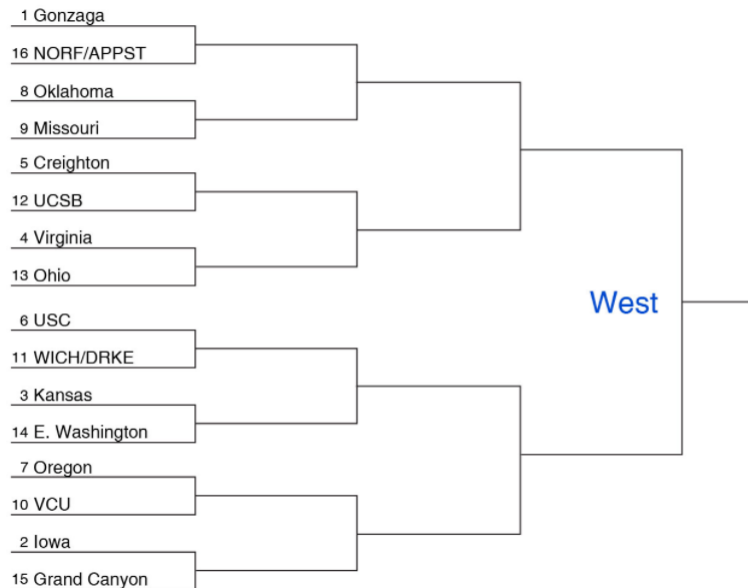 1 Gonzaga
16 NORF/APPST
8 Oklahoma
9 Missouri
5 Creighton
12 UCSB
4 Virginia
13 Ohio
West
6 USC
11 WICH/DRKE
3 Kansas
14 E. Washington
7 Oregon
10 VCU
2 Iowa
15 Grand Canyon